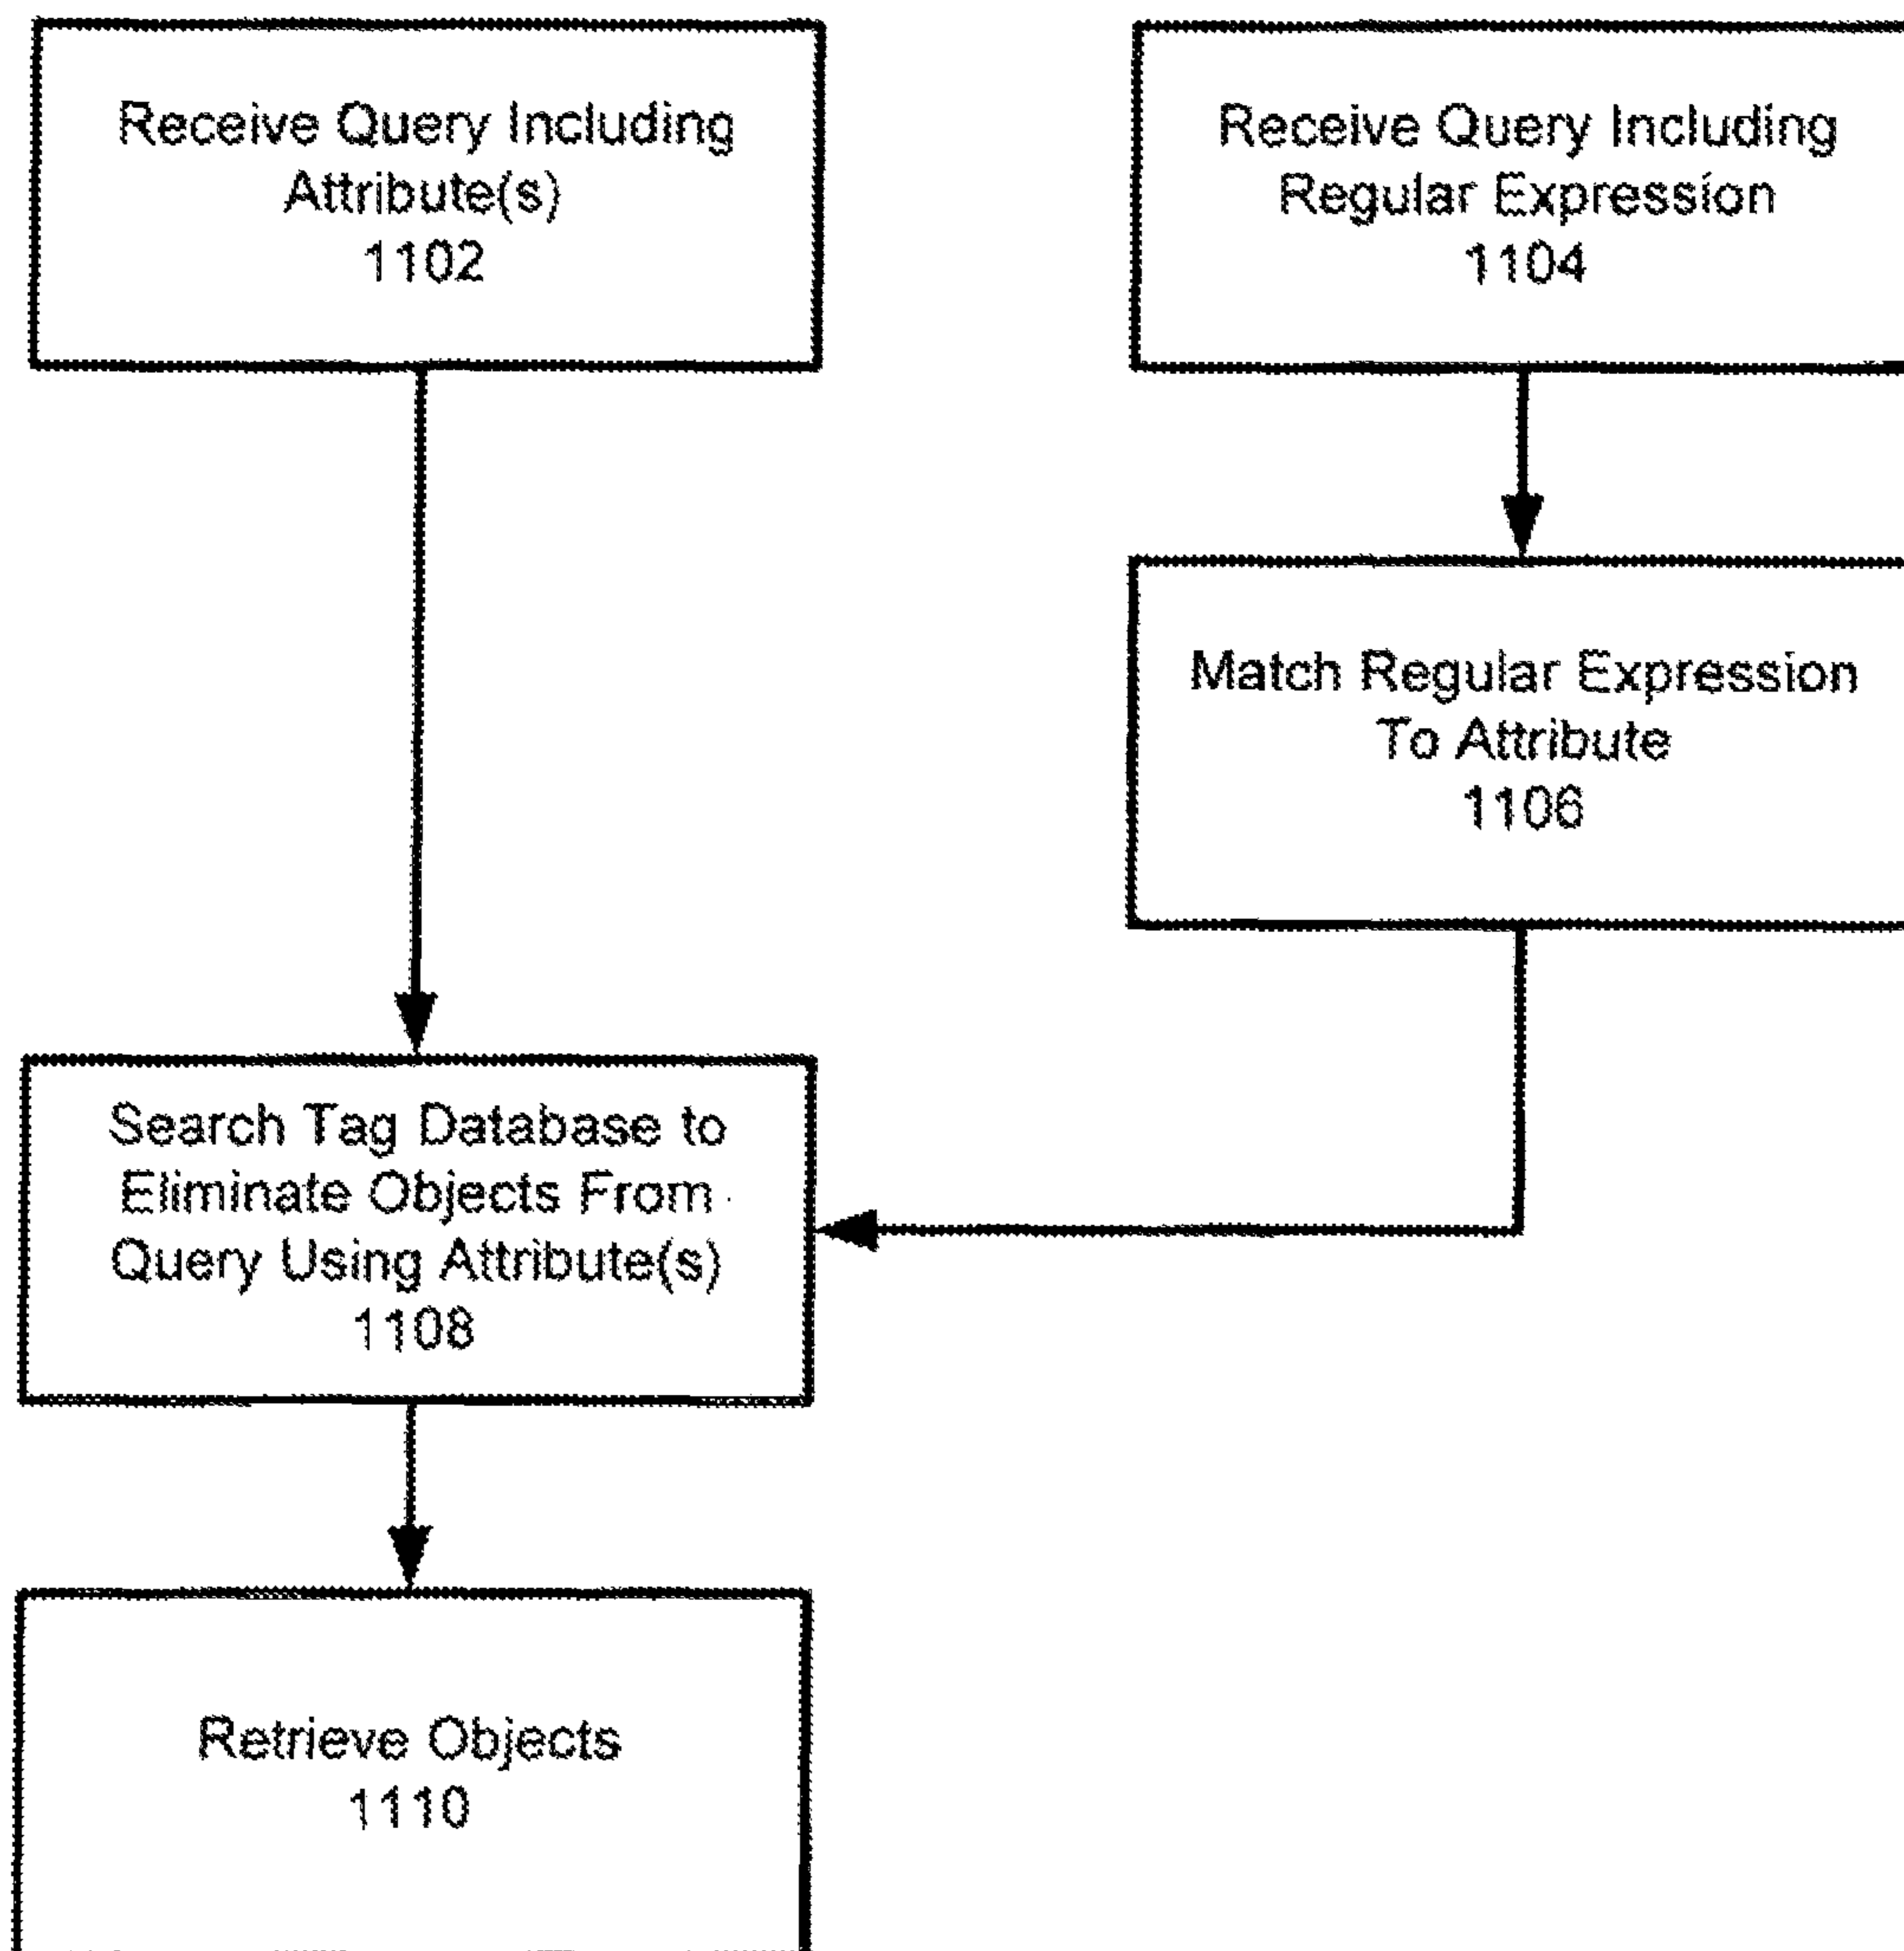 Receive Query Including
Attribute(s)
1102
Receive Query Including
Regular Expression
1104
Match Regular Expression
To Attribute
1106
Search Tag Database to
Eliminate Objects From
Query Using Attribute(s)
1108
Retrieve Objects
1110